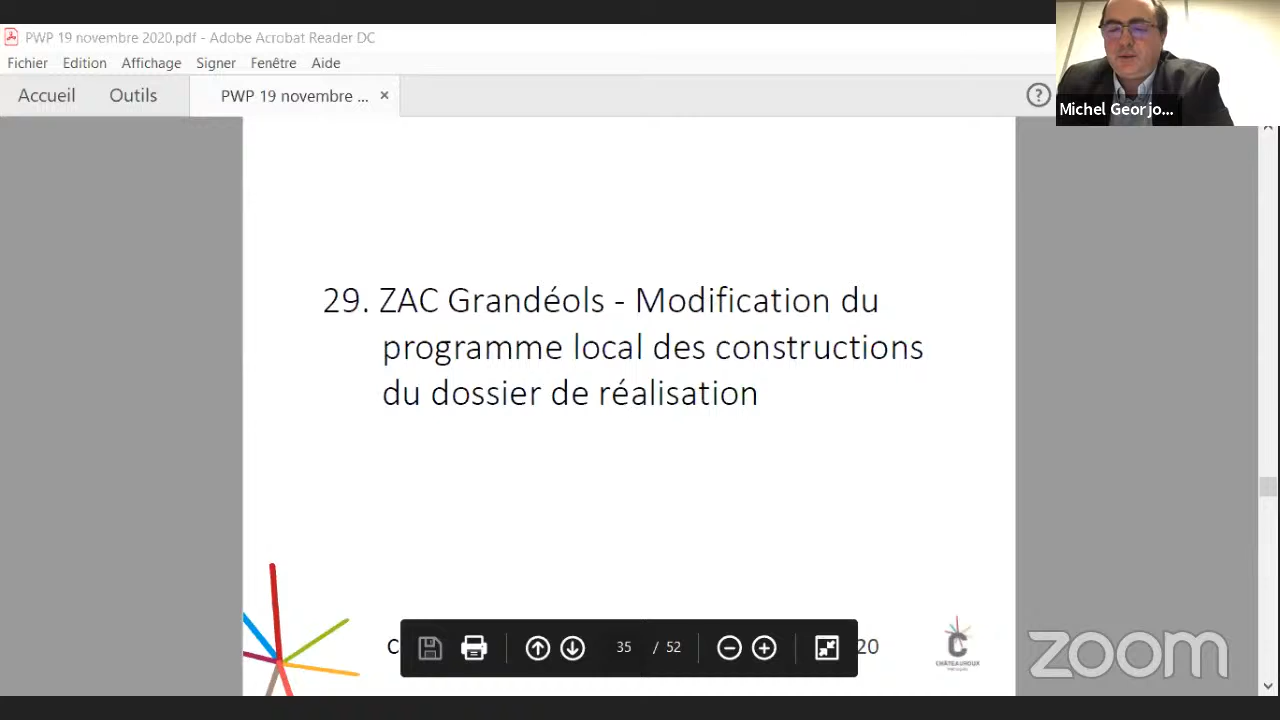 PWP 19 novembre 2020.pdf - Adobe Acrobat Reader DC
Fichier Edition Affichage Signer Fenêtre Aide
Accueil Outils PWP 19 novembre ... ×
?
Michel Georjo...
29. ZAC Grandéols - Modification du
programme local des constructions
du dossier de réalisation
C
35 / 52
20
CHÂTEAUROUX
zoom